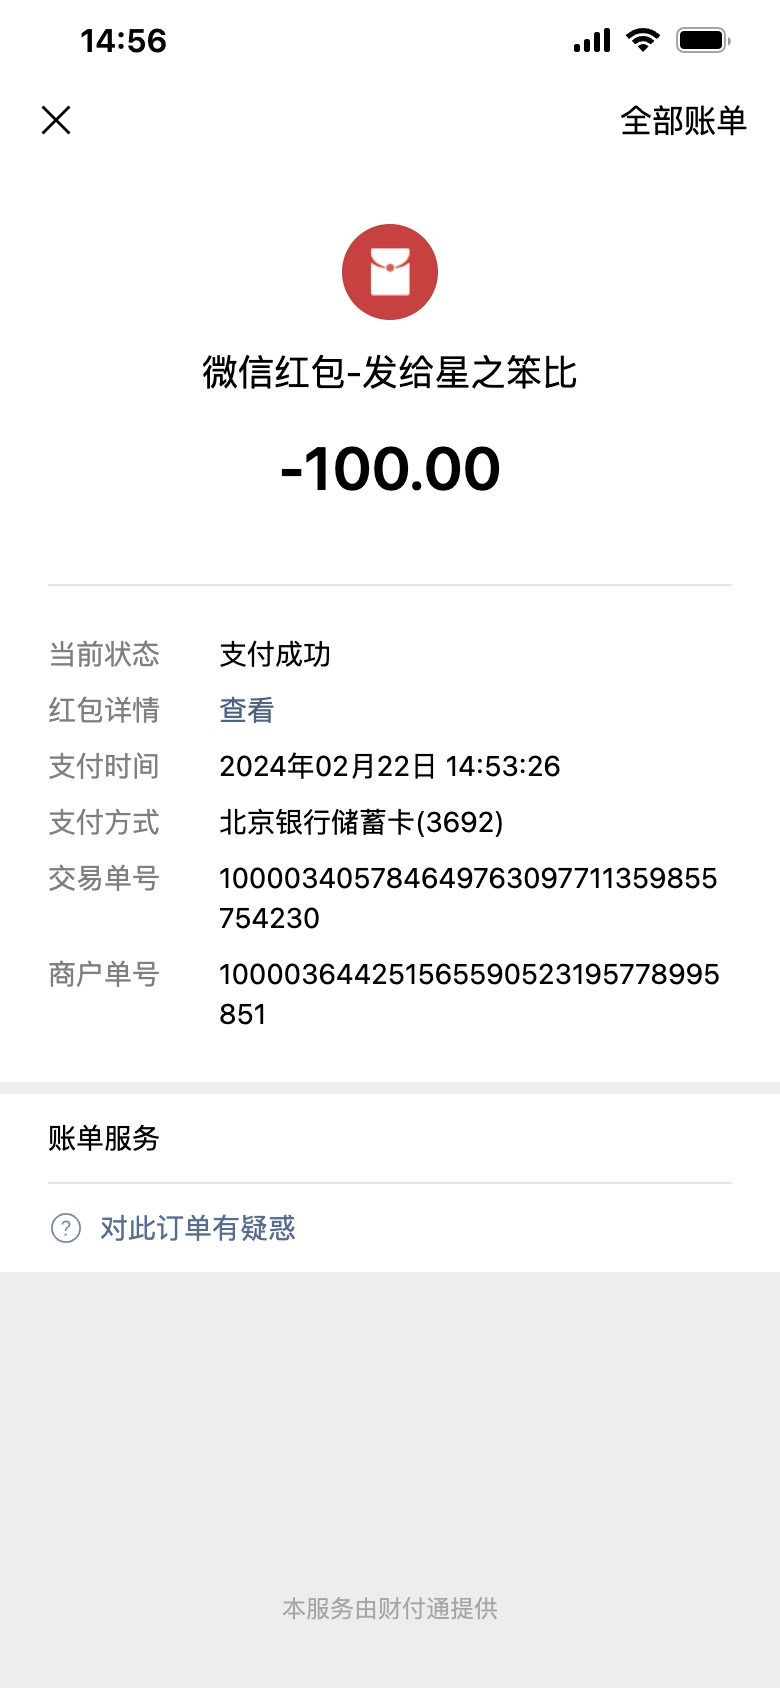 14:56
全部账单
微信红包-发给星之笨比
-100.00
当前状态 支付成功
红包详情 查看
支付时间 2024年02月22日 14:53:26
支付方式 北京银行储蓄卡(3692)
交易单号 100003405784649763097711359855
754230
商户单号 100003644251565590523195778995
851
账单服务
? 对此订单有疑惑
本服务由财付通提供